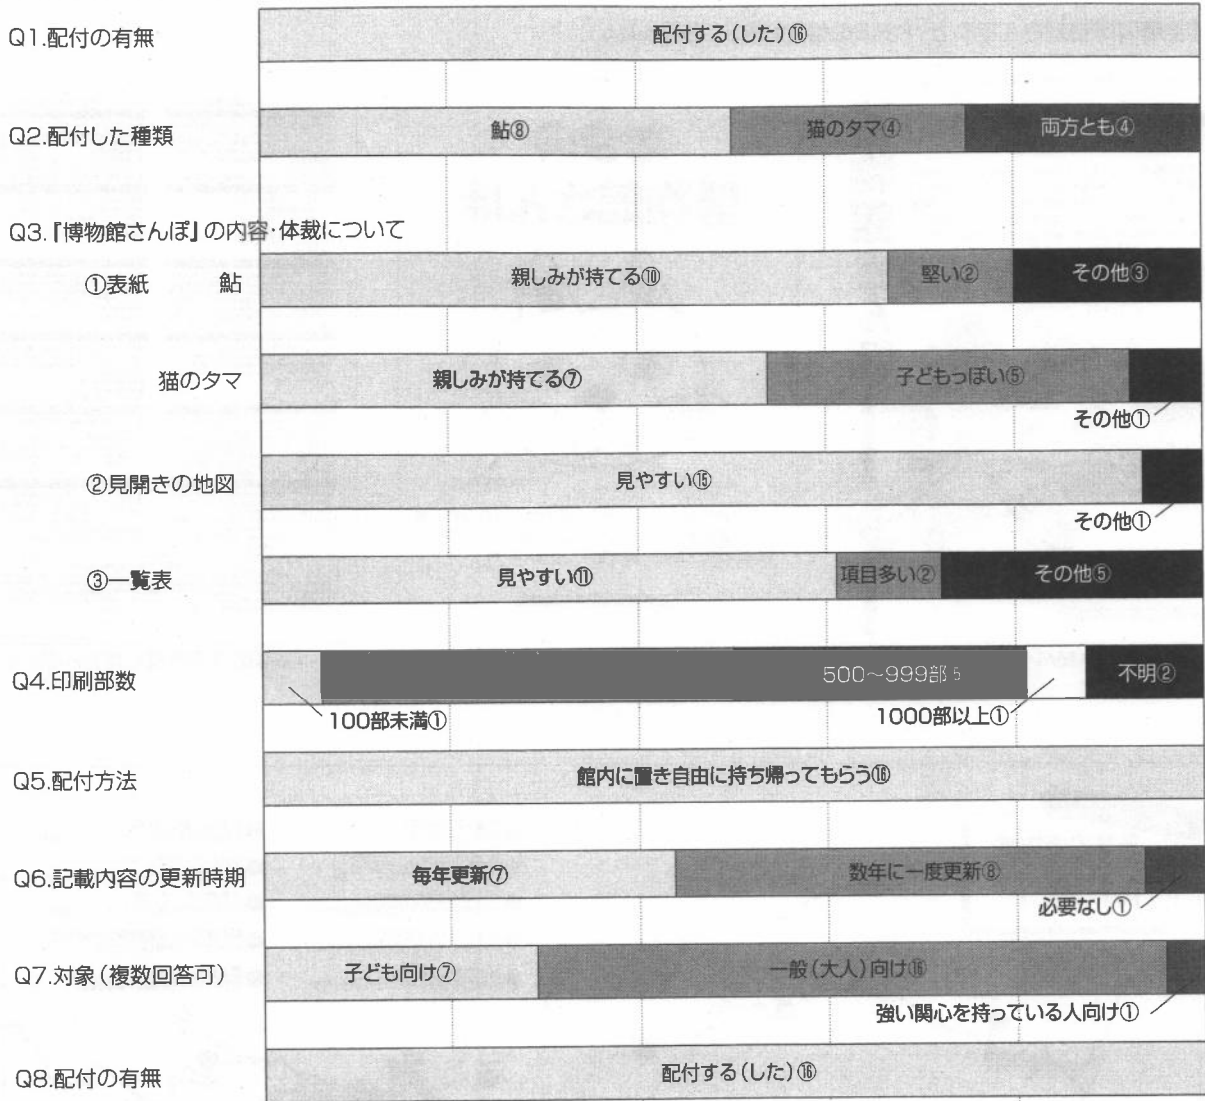 Q1.配付の有無
配付する(した)⑯
Q2.配付した種類
鮎⑧ 猫のタマ④ 両方とも④
Q3.『博物館さんぽ』の内容・体裁について
①表紙 鮎
親しみが持てる⑩ 堅い② その他③
猫のタマ
親しみが持てる⑦ 子どもっぽい⑤
その他①
②見開きの地図
見やすい⑮
その他①
③一覧表
見やすい⑪ 項目多い② その他⑤
Q4.印刷部数
500～999部 5 不明②
100部未満① 1000部以上①
Q5.配付方法
館内に置き自由に持ち帰ってもらう⑯
Q6.記載内容の更新時期
毎年更新⑦ 数年に一度更新⑧
必要なし①
Q7.対象(複数回答可)
子ども向け⑦ 一般(大人)向け⑯
強い関心を持っている人向け①
Q8.配付の有無
配付する(した)⑯